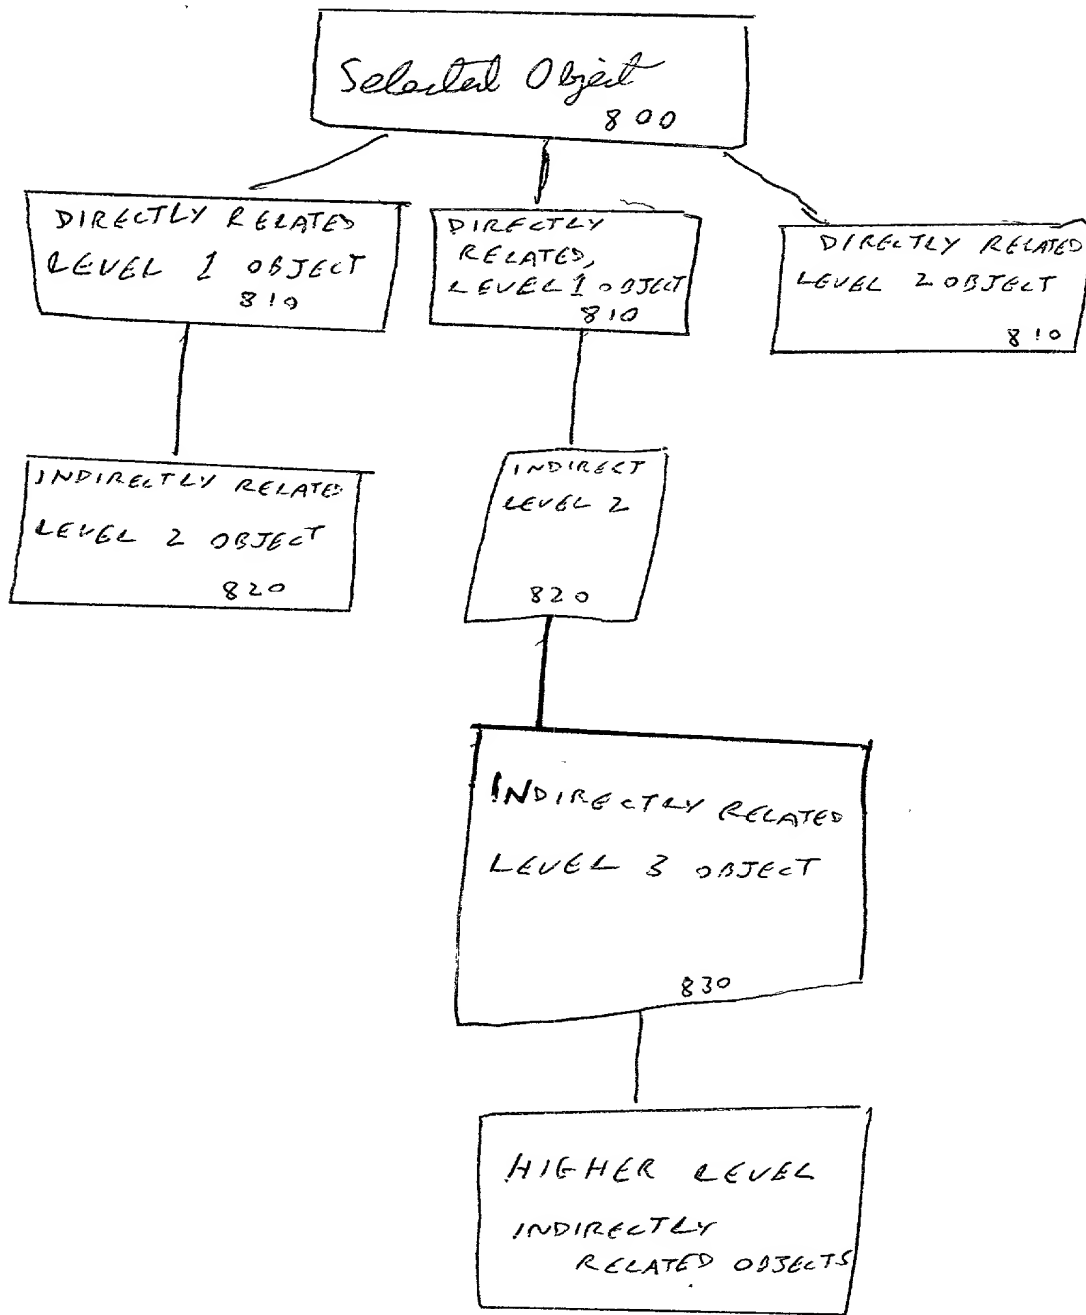 Selected Object
800
DIRECTLY RELATED
LEVEL 1 OBJECT
810
DIRECTLY
RELATED,
LEVEL 1 OBJECT
810
DIRECTLY RELATED
LEVEL 2 OBJECT
810
INDIRECTLY RELATED
LEVEL 2 OBJECT
820
INDIRECT
LEVEL 2
820
INDIRECTLY RELATED
LEVEL 3 OBJECT
830
HIGHER LEVEL
INDIRECTLY
RELATED OBJECTS